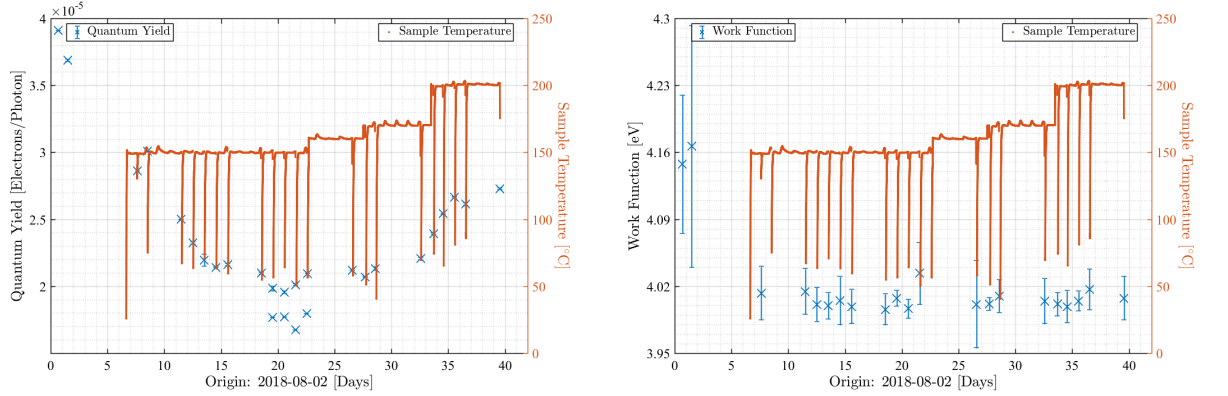 ×10⁻⁵
4
3.5
3
2.5
2
Quantum Yield [Electrons/Photon]
Quantum Yield
Sample Temperature
250
200
150
100
50
0
Sample Temperature [°C]
0 5 10 15 20 25 30 35 40
Origin: 2018-08-02 [Days]
4.3
4.23
4.16
4.09
4.02
3.95
Work Function [eV]
Work Function
Sample Temperature
250
200
150
100
50
0
Sample Temperature [°C]
0 5 10 15 20 25 30 35 40
Origin: 2018-08-02 [Days]